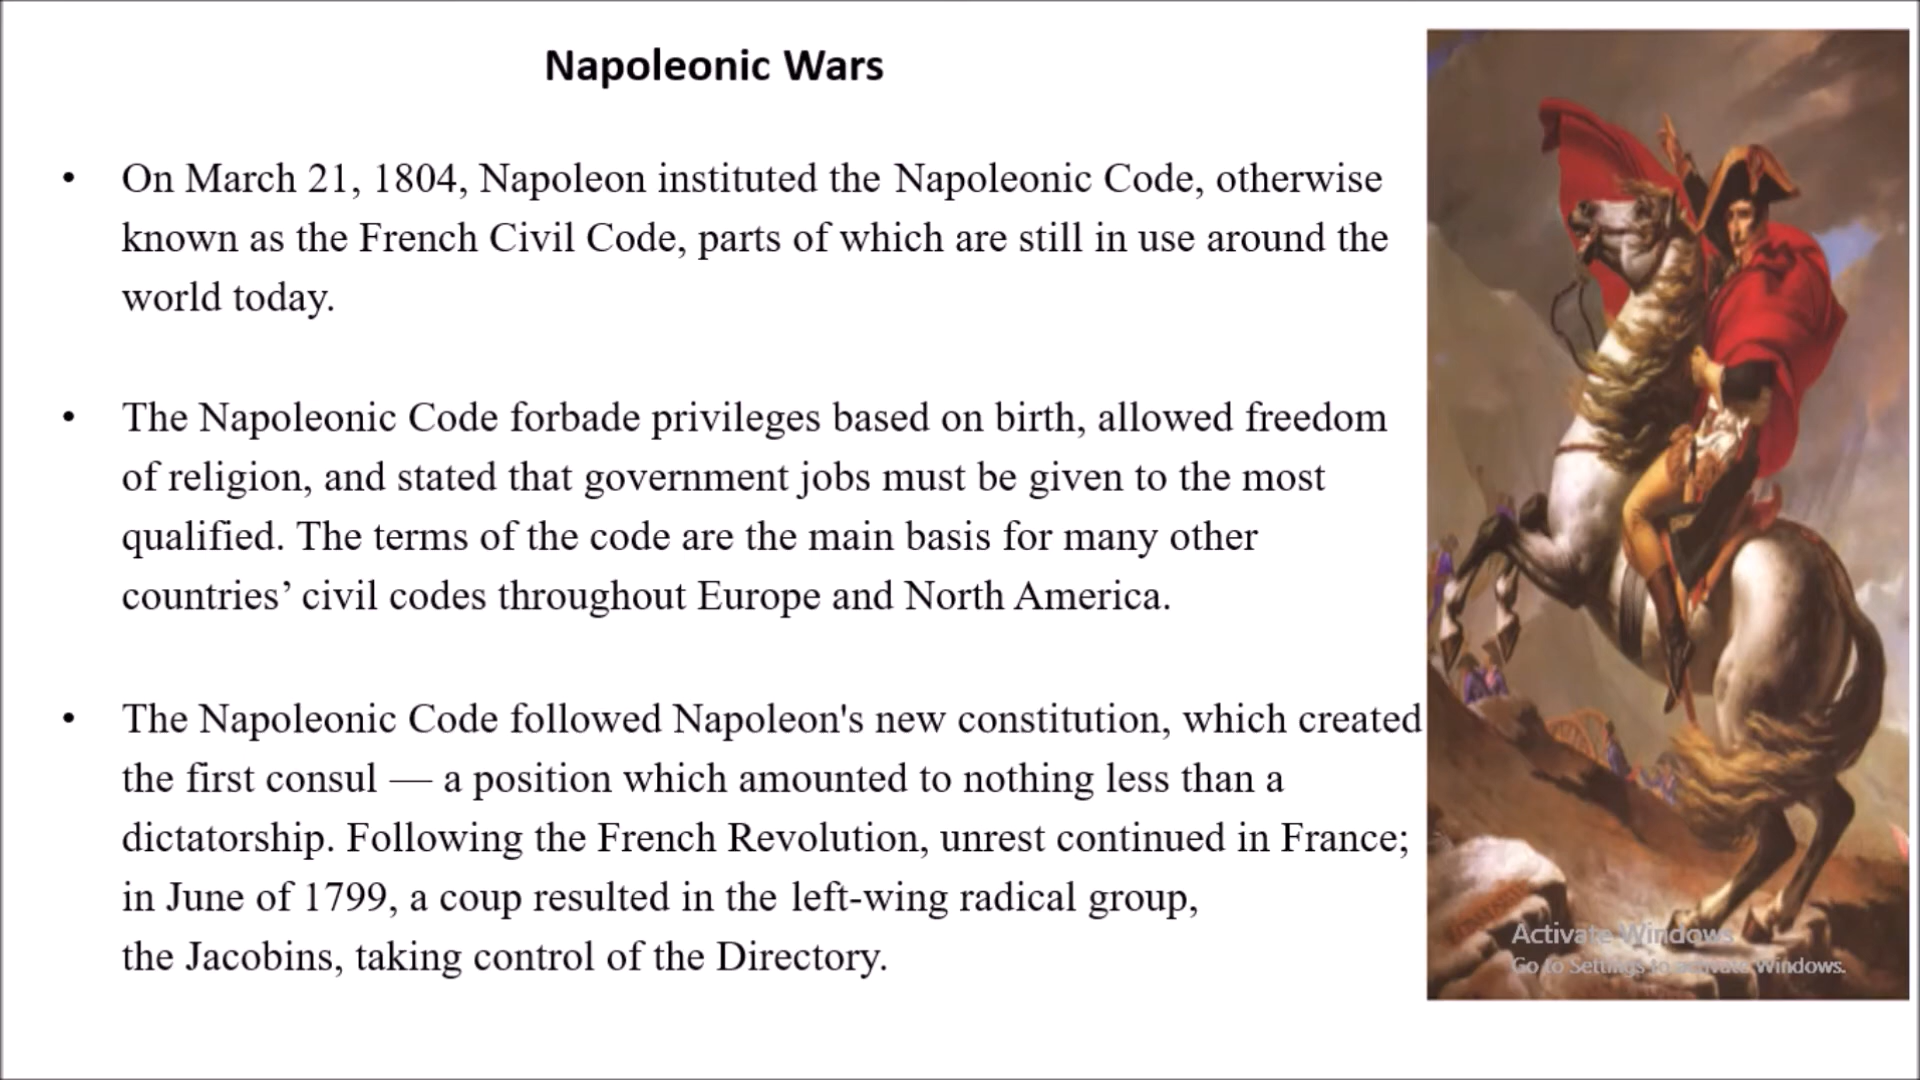 Napoleonic Wars
• On March 21, 1804, Napoleon instituted the Napoleonic Code, otherwise
known as the French Civil Code, parts of which are still in use around the
world today.
• The Napoleonic Code forbade privileges based on birth, allowed freedom
of religion, and stated that government jobs must be given to the most
qualified. The terms of the code are the main basis for many other
countries’ civil codes throughout Europe and North America.
• The Napoleonic Code followed Napoleon's new constitution, which created
the first consul — a position which amounted to nothing less than a
dictatorship. Following the French Revolution, unrest continued in France;
in June of 1799, a coup resulted in the left-wing radical group,
the Jacobins, taking control of the Directory.
Activate Windows
Go to Settings to activate Windows.